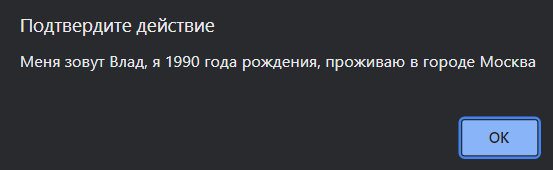 Подтвердите действие
Меня зовут Влад, я 1990 года рождения, проживаю в городе Москва
OK